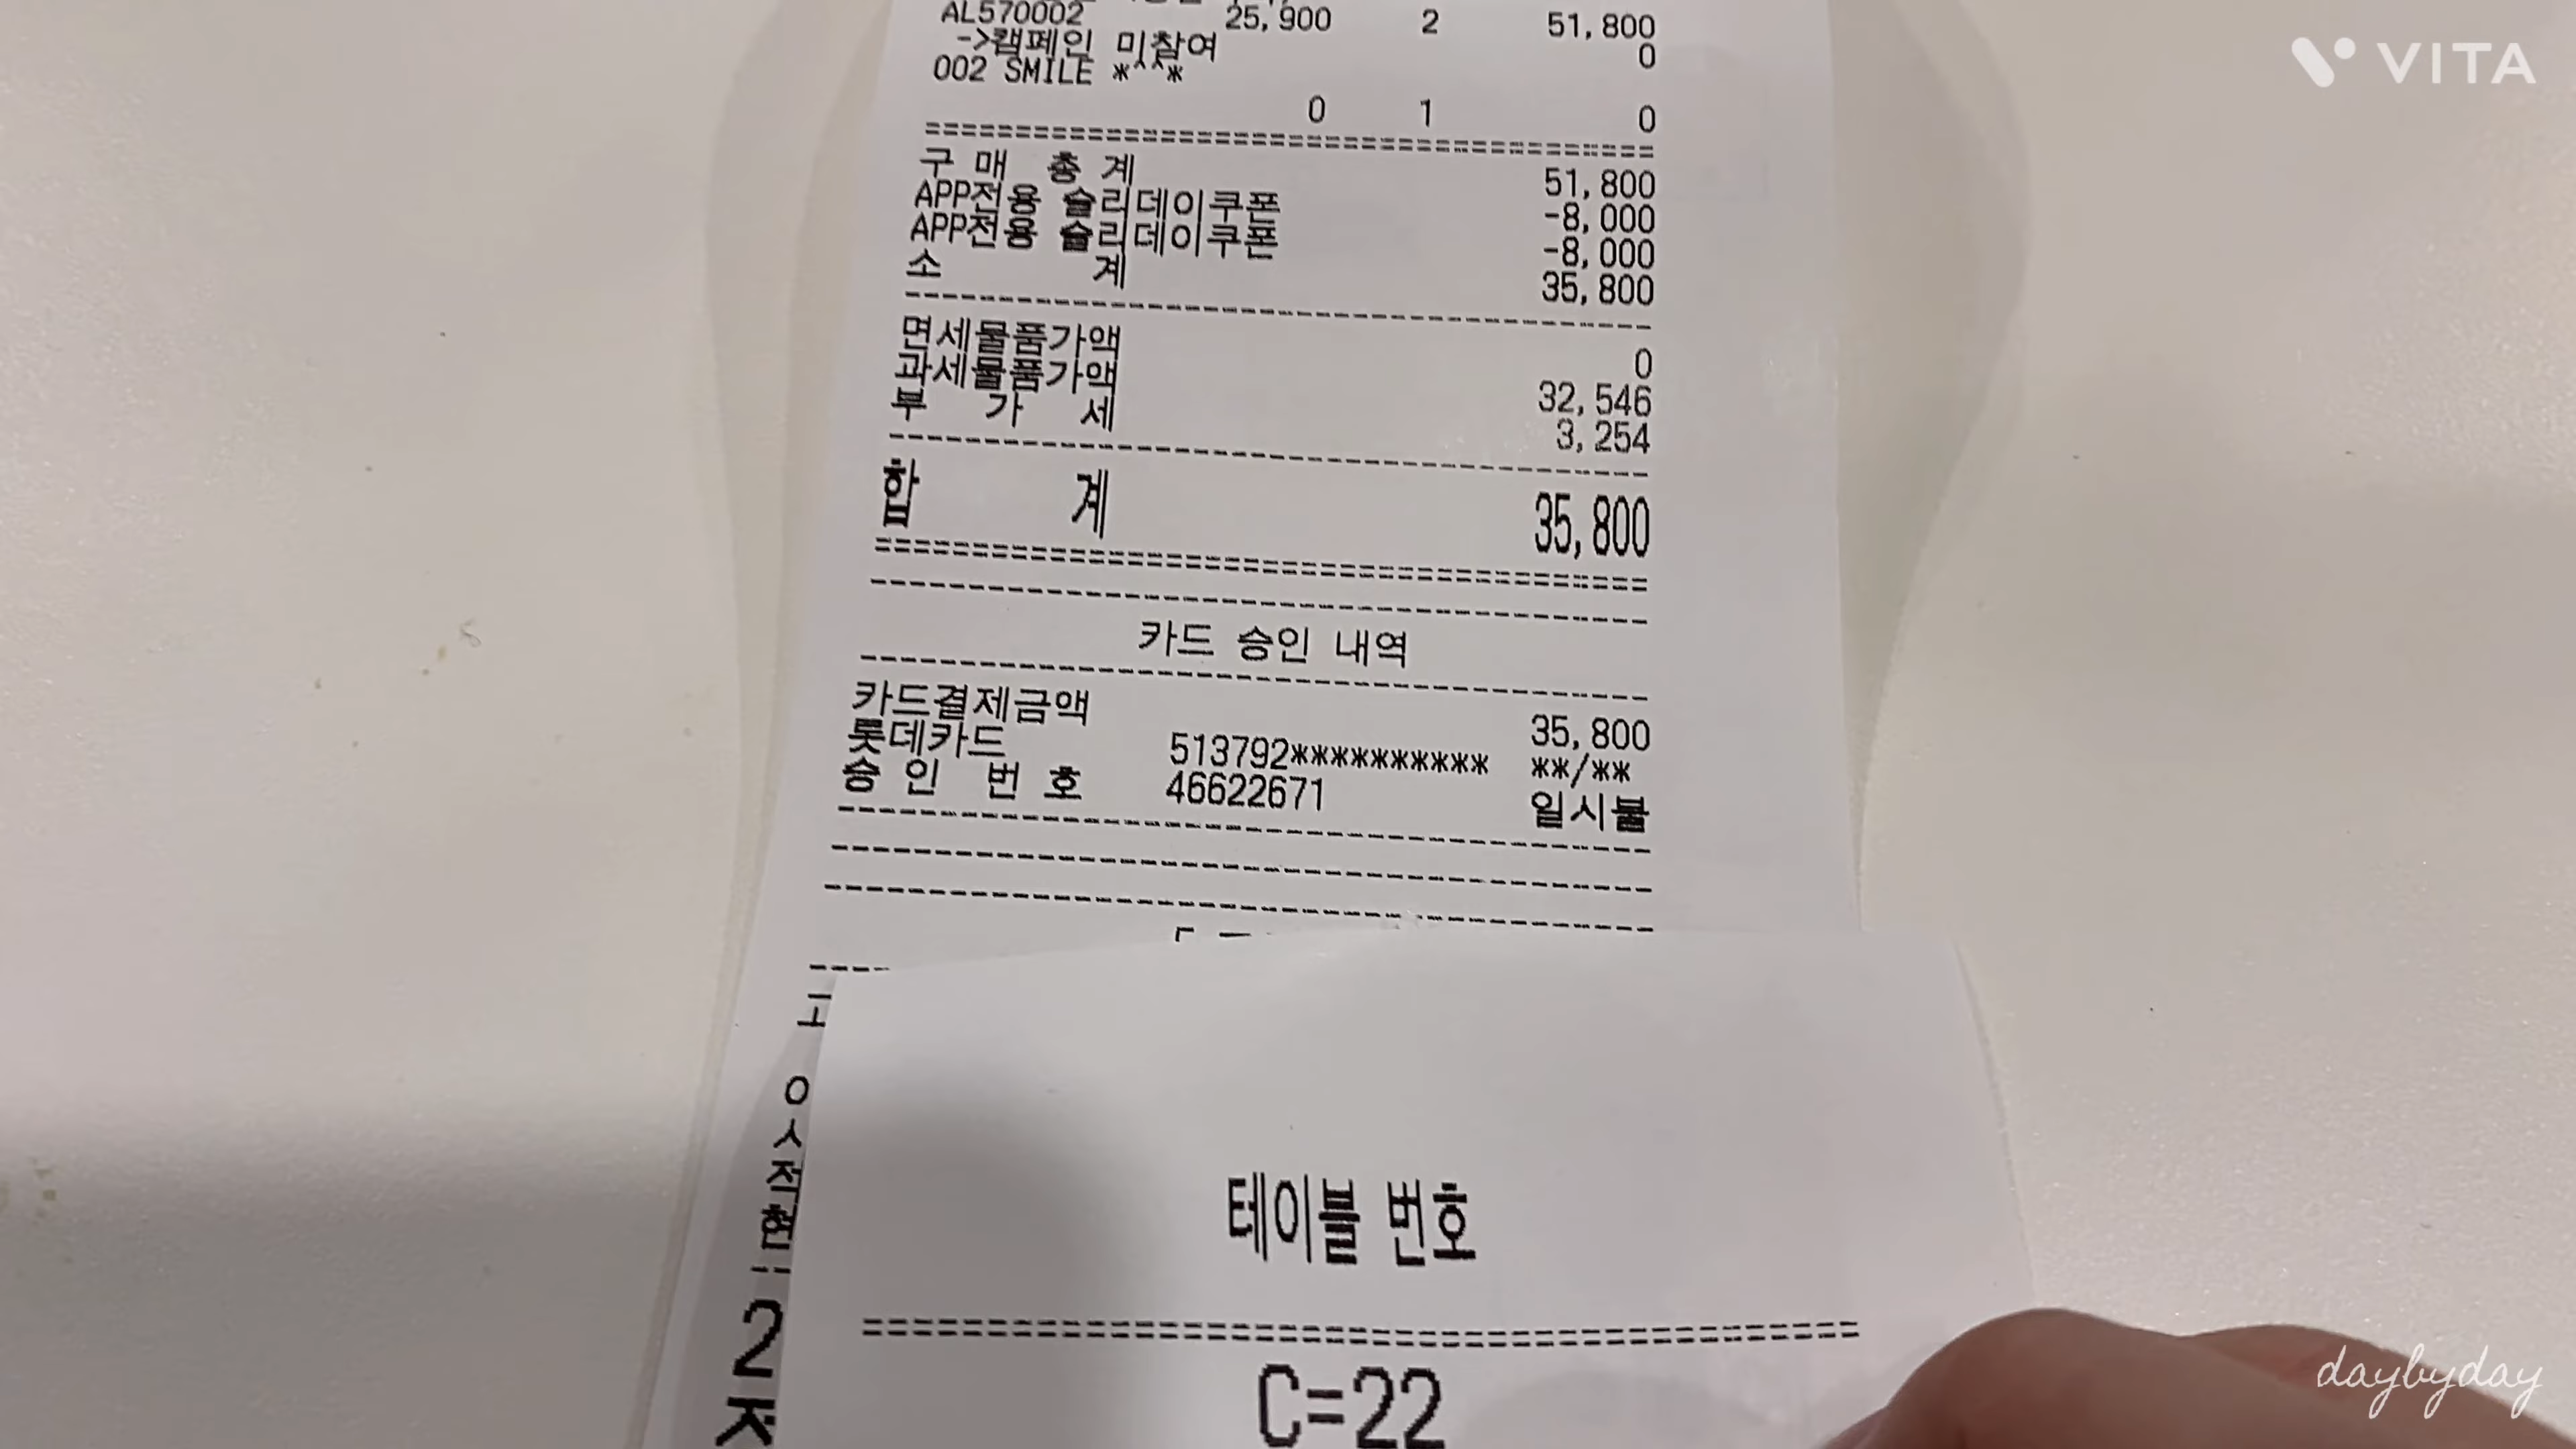 AL570002 25,900 2 51,800
->캠페인 미참여 0
002 SMILE *^^*
0 1 0
구 매 총 계 51,800
APP전용 슬리데이쿠폰 -8,000
APP전용 슬리데이쿠폰 -8,000
소 계 35,800
면세물품가액 0
과세물품가액 32,546
부 가 세 3,254
합 계 35,800
카드 승인 내역
카드결제금액 35,800
롯데카드 513792********** **/**
승 인 번 호 46622671 일시불
적
현
2
테이블 번호
C=22
VITA
daybyday